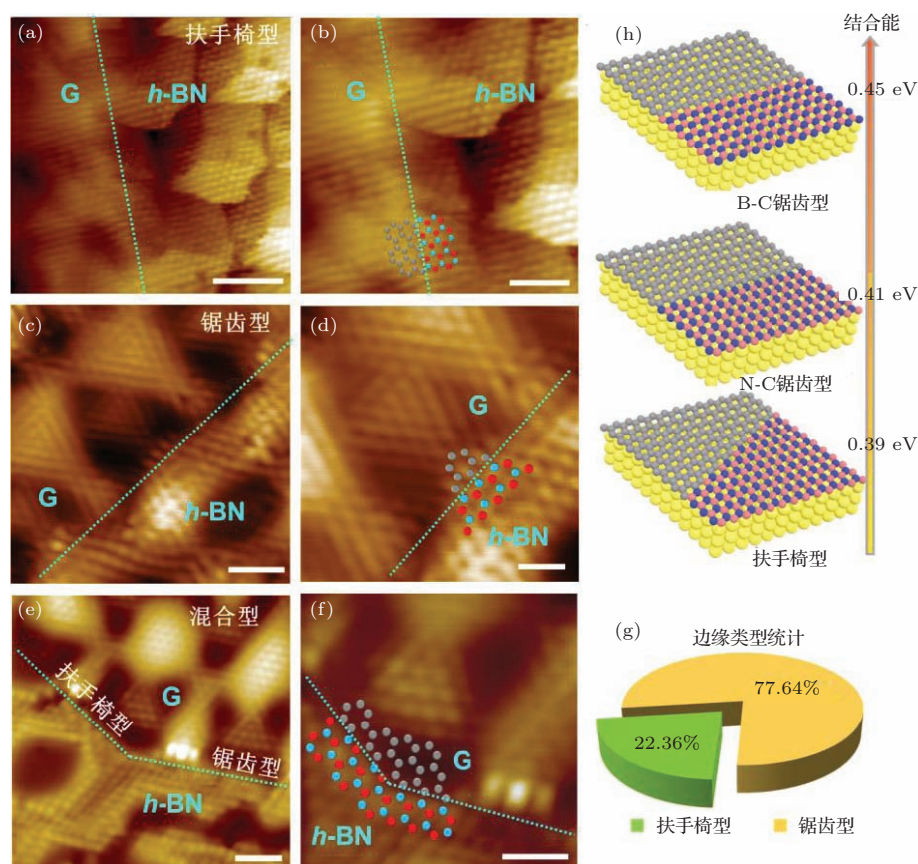 (a)
扶手椅型
G
h-BN
(b)
G
h-BN
(c)
锯齿型
G
h-BN
(d)
G
h-BN
(e)
混合型
扶手椅型
G
锯齿型
h-BN
(f)
G
h-BN
(h)
结合能
0.45 eV
B-C锯齿型
0.41 eV
N-C锯齿型
0.39 eV
扶手椅型
(g)
边缘类型统计
77.64%
22.36%
扶手椅型
锯齿型